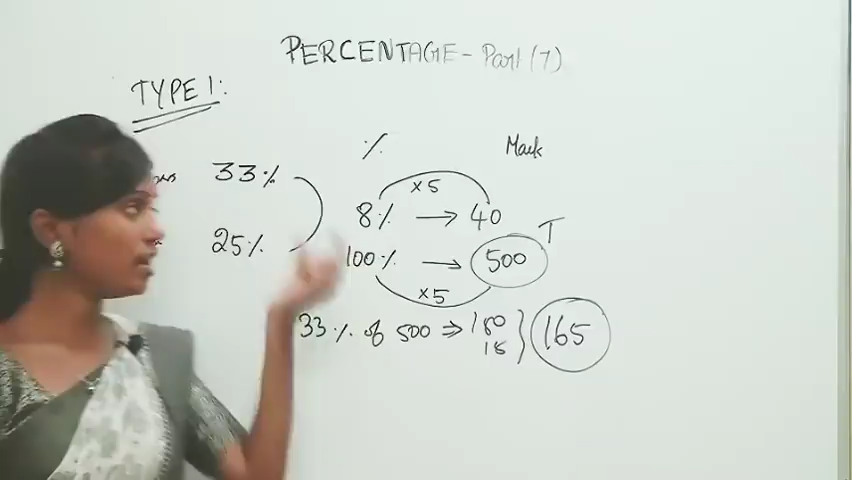 PERCENTAGE - Part (7)
TYPE 1:
% Mark
33%
×5
8% → 40
25%
T
100% → 500
×5
33% of 500 ⇒ 150
15 } 165